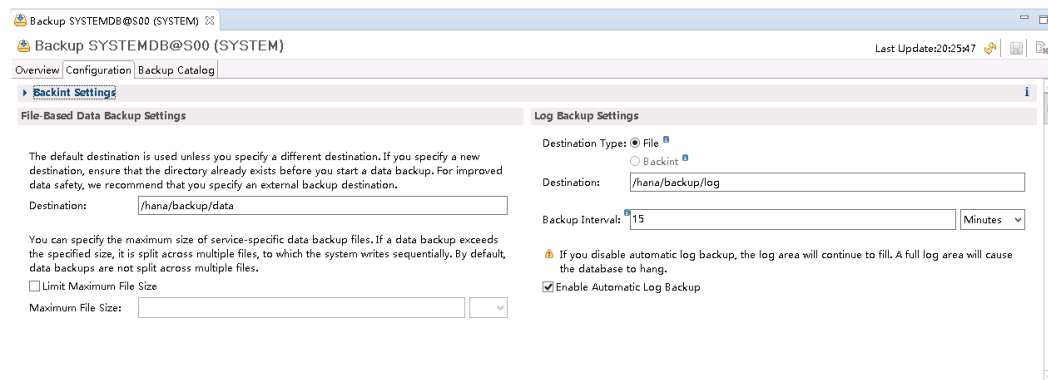 Backup SYSTEMDB@S00 (SYSTEM)
Backup SYSTEMDB@S00 (SYSTEM)
Last Update:20:25:47
Overview Configuration Backup Catalog
Backint Settings
File-Based Data Backup Settings
The default destination is used unless you specify a different destination. If you specify a new
destination, ensure that the directory already exists before you start a data backup. For improved
data safety, we recommend that you specify an external backup destination.
Destination: /hana/backup/data
You can specify the maximum size of service-specific data backup files. If a data backup exceeds
the specified size, it is split across multiple files, to which the system writes sequentially. By default,
data backups are not split across multiple files.
Limit Maximum File Size
Maximum File Size:
Log Backup Settings
Destination Type: File
Backint
Destination: /hana/backup/log
Backup Interval: 15 Minutes
If you disable automatic log backup, the log area will continue to fill. A full log area will cause
the database to hang.
Enable Automatic Log Backup